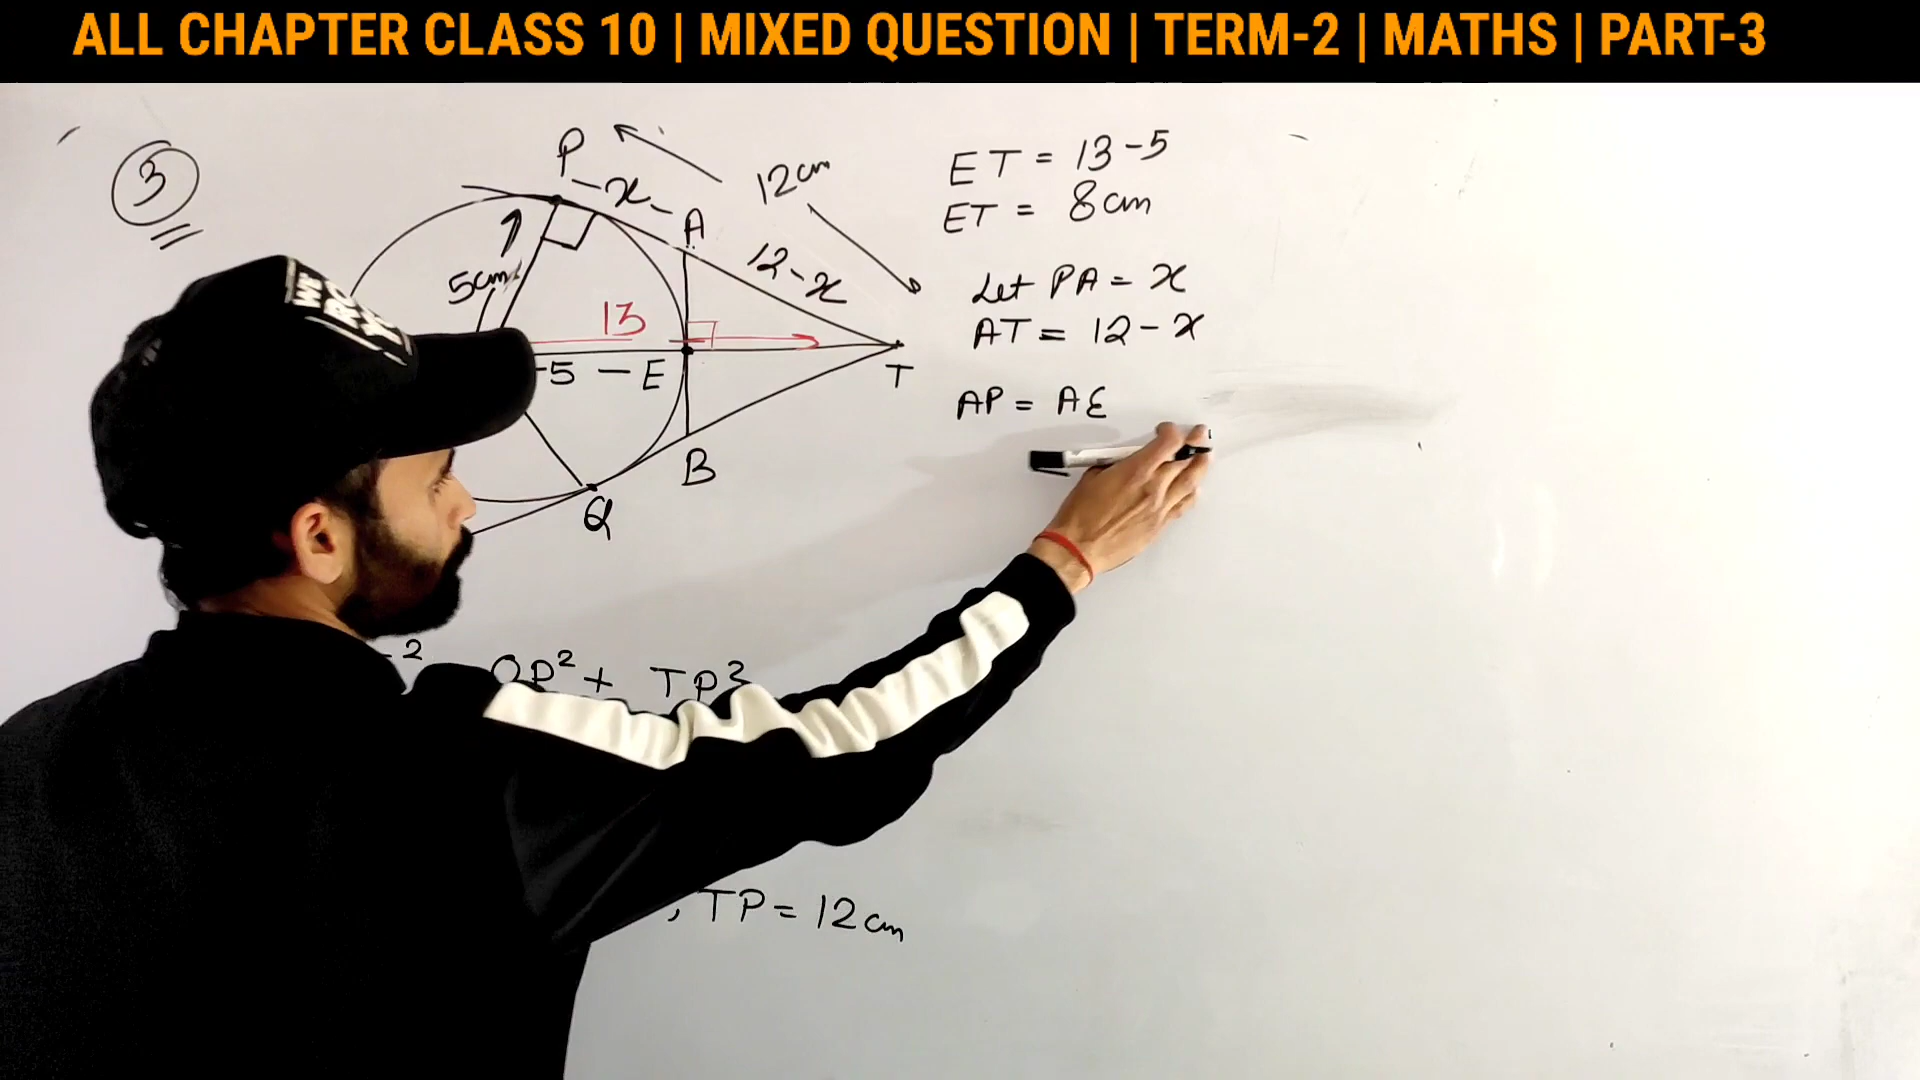 ALL CHAPTER CLASS 10 | MIXED QUESTION | TERM-2 | MATHS | PART-3
3
P
x
A
12cm
12-x
5cm
13
5 - E
T
B
Q
ET = 13-5
ET = 8cm
Let PA = x
AT = 12-x
AP = AE
2 OP² + TP²
, TP = 12cm